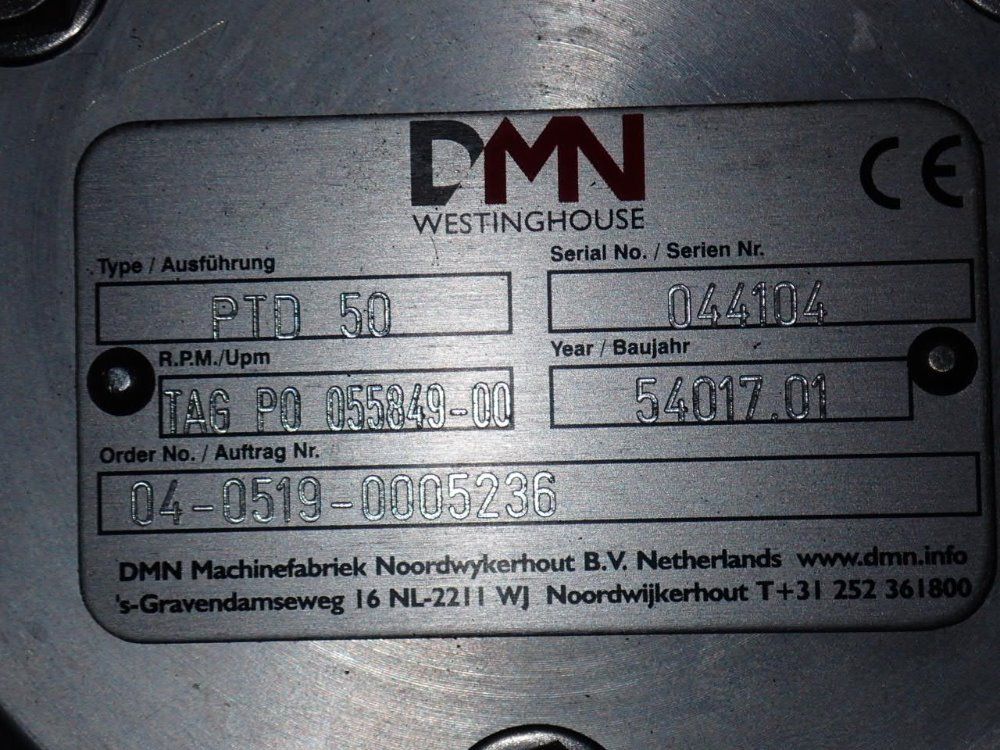 DMN
WESTINGHOUSE
CE
Type / Ausführung
PTD 50
Serial No. / Serien Nr.
044104
R.P.M./Upm
TAG PO 055849-00
Year / Baujahr
54017.01
Order No. / Auftrag Nr.
04-0519-0005236
DMN Machinefabriek Noordwykerhout B.V. Netherlands www.dmn.info
's-Gravendamseweg 16 NL-2211 WJ Noordwijkerhout T+31 252 361800